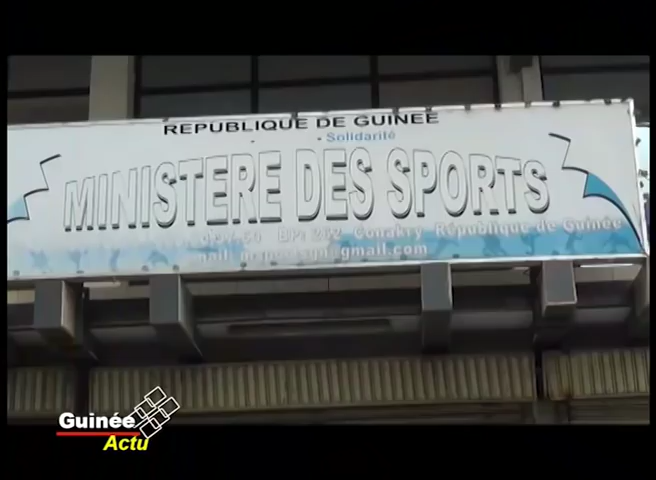 REPUBLIQUE DE GUINEE
Solidarité
MINISTERE DES SPORTS
BP: 262 Conakry République de Guinée
@gmail.com
Guinée
Actu